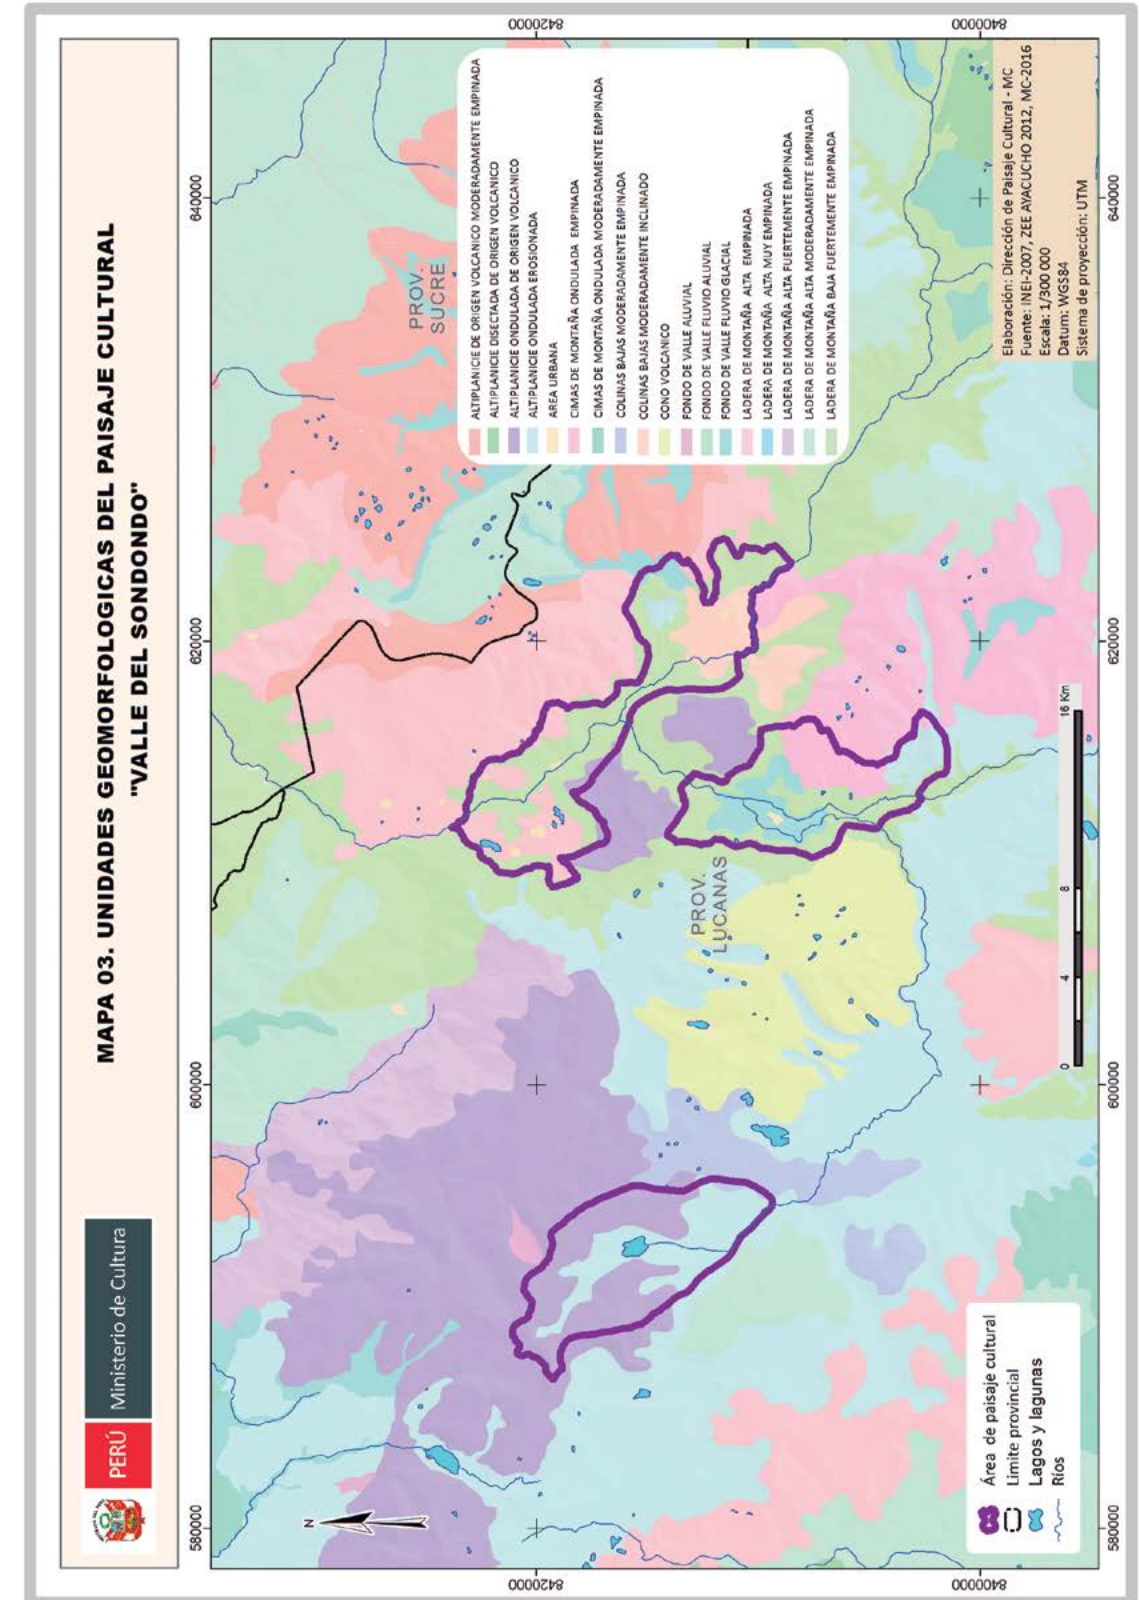 MAPA 03. UNIDADES GEOMORFOLOGICAS DEL PAISAJE CULTURAL
"VALLE DEL SONDONDO"
PERÚ
Ministerio de Cultura
580000
600000
620000
640000
8420000
8420000
8400000
8400000
580000
600000
620000
640000
N
PROV.
SUCRE
PROV.
LUCANAS
ALTIPLANICIE DE ORIGEN VOLCANICO MODERADAMENTE EMPINADA
ALTIPLANICIE DISECTADA DE ORIGEN VOLCANICO
ALTIPLANICIE ONDULADA DE ORIGEN VOLCANICO
ALTIPLANICIE ONDULADA EROSIONADA
AREA URBANA
CIMAS DE MONTAÑA ONDULADA EMPINADA
CIMAS DE MONTAÑA ONDULADA MODERADAMENTE EMPINADA
COLINAS BAJAS MODERADAMENTE EMPINADA
COLINAS BAJAS MODERADAMENTE INCLINADO
CONO VOLCANICO
FONDO DE VALLE ALUVIAL
FONDO DE VALLE FLUVIO ALUVIAL
FONDO DE VALLE FLUVIO GLACIAL
LADERA DE MONTAÑA ALTA EMPINADA
LADERA DE MONTAÑA ALTA MUY EMPINADA
LADERA DE MONTAÑA ALTA FUERTEMENTE EMPINADA
LADERA DE MONTAÑA ALTA MODERADAMENTE EMPINADA
LADERA DE MONTAÑA BAJA FUERTEMENTE EMPINADA
Área de paisaje cultural
Limite provincial
Lagos y lagunas
Ríos
0 4 8 16 Km
Elaboración: Dirección de Paisaje Cultural - MC
Fuente: INEI-2007, ZEE AYACUCHO 2012, MC-2016
Escala: 1/300 000
Datum: WGS84
Sistema de proyección: UTM